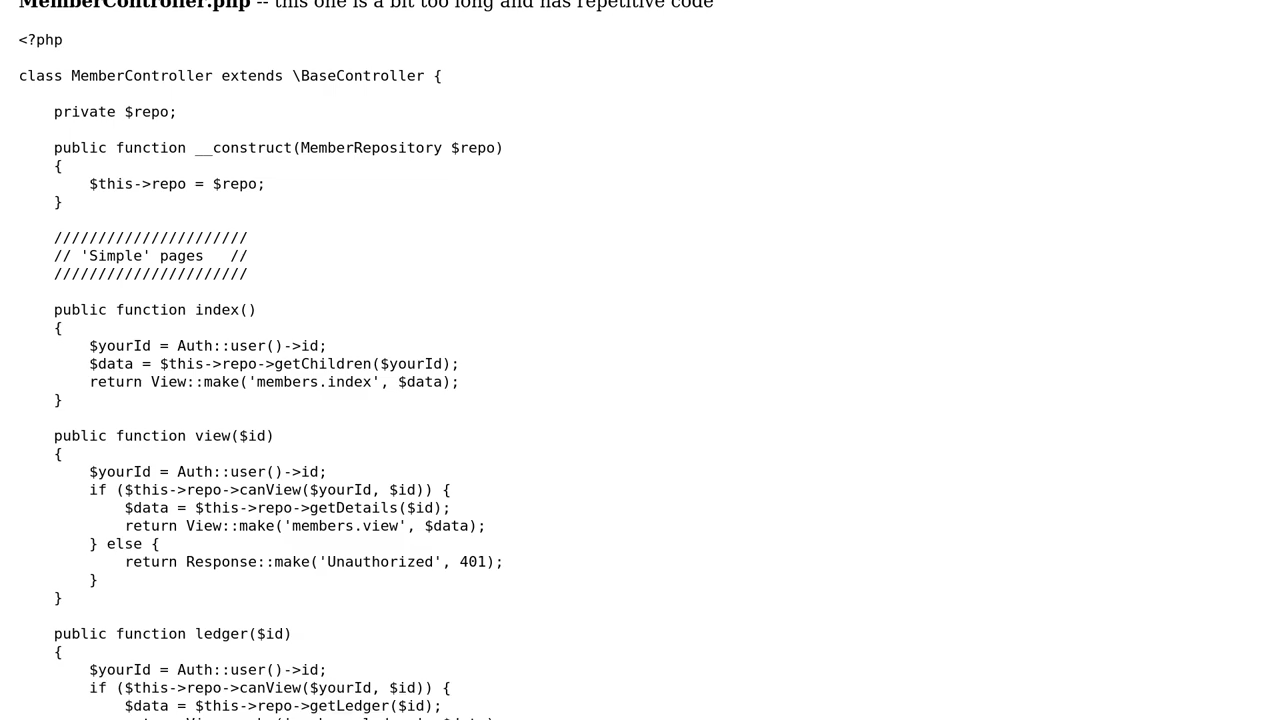 MemberController.php -- this one is a bit too long and has repetitive code
<?php
class MemberController extends \BaseController {
private $repo;
public function __construct(MemberRepository $repo)
{
$this->repo = $repo;
}
//////////////////////
// 'Simple' pages   //
//////////////////////
public function index()
{
$yourId = Auth::user()->id;
$data = $this->repo->getChildren($yourId);
return View::make('members.index', $data);
}
public function view($id)
{
$yourId = Auth::user()->id;
if ($this->repo->canView($yourId, $id)) {
$data = $this->repo->getDetails($id);
return View::make('members.view', $data);
} else {
return Response::make('Unauthorized', 401);
}
}
public function ledger($id)
{
$yourId = Auth::user()->id;
if ($this->repo->canView($yourId, $id)) {
$data = $this->repo->getLedger($id);